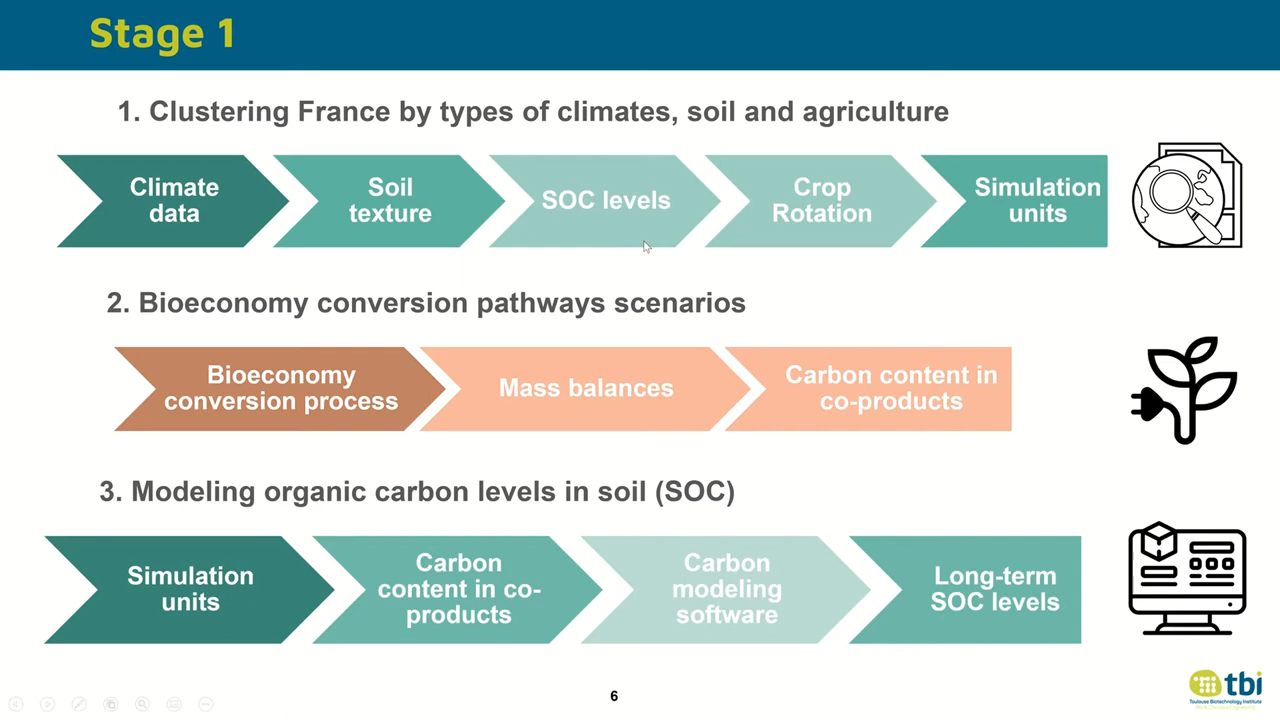 Stage 1
1. Clustering France by types of climates, soil and agriculture
Climate
data
Soil
texture
SOC levels
Crop
Rotation
Simulation
units
2. Bioeconomy conversion pathways scenarios
Bioeconomy
conversion process
Mass balances
Carbon content in
co-products
3. Modeling organic carbon levels in soil (SOC)
Simulation
units
Carbon
content in co-
products
Carbon
modeling
software
Long-term
SOC levels
6
tbi
Toulouse Biotechnology Institute